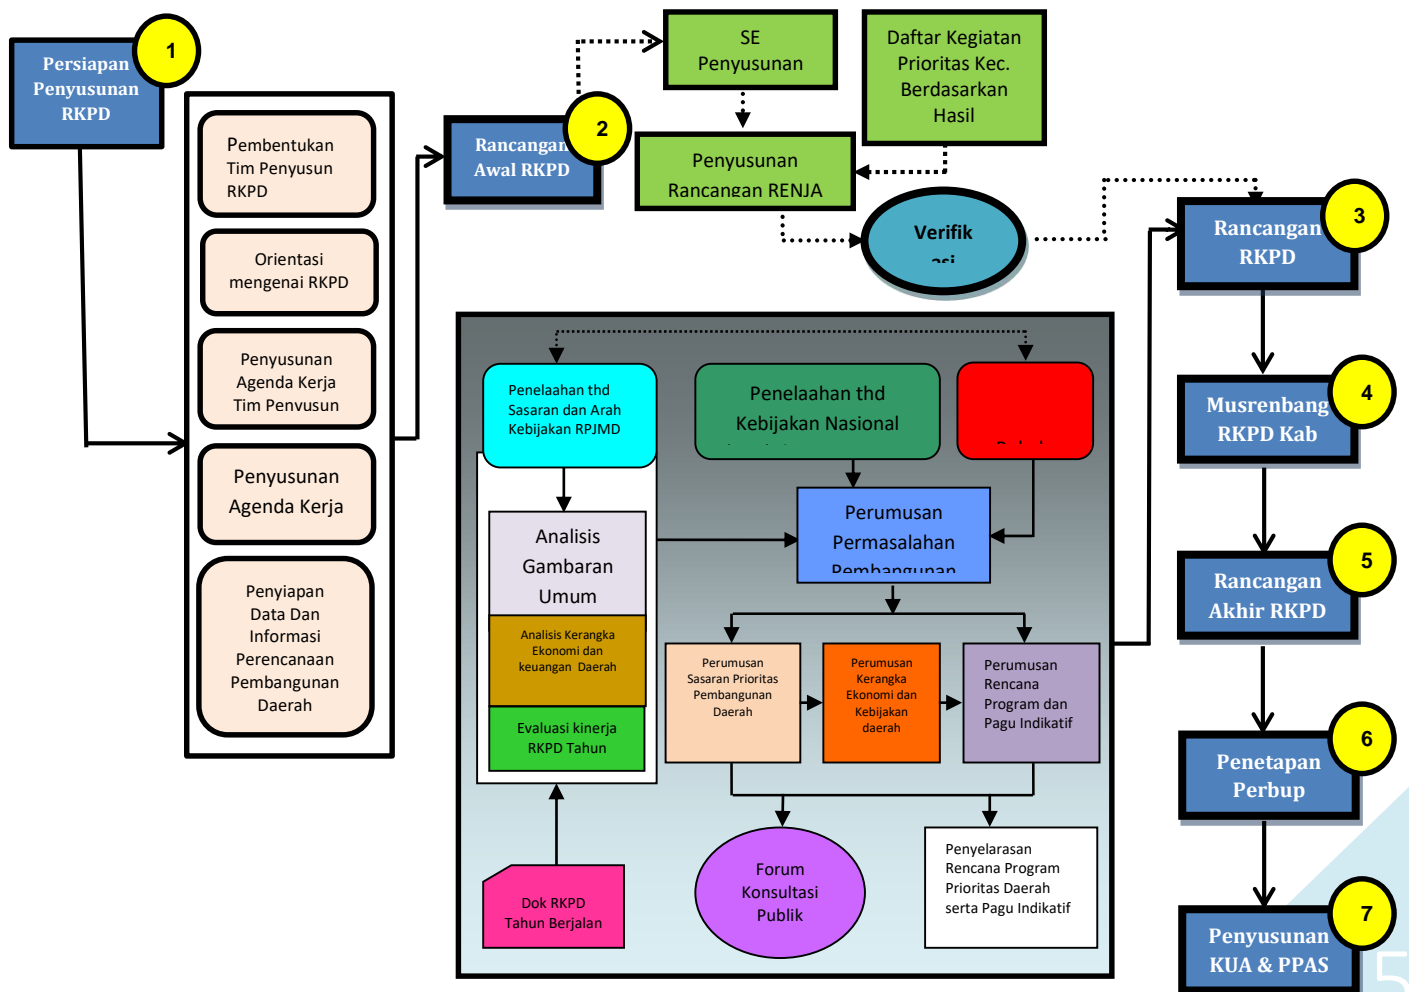 Persiapan
Penyusunan
RKPD
1
Pembentukan
Tim Penyusun
RKPD
Orientasi
mengenai RKPD
Penyusunan
Agenda Kerja
Tim Penyusun
Penyusunan
Agenda Kerja
Penyiapan
Data Dan
Informasi
Perencanaan
Pembangunan
Daerah
Rancangan
Awal RKPD
2
SE
Penyusunan
Daftar Kegiatan
Prioritas Kec.
Berdasarkan
Hasil
Penyusunan
Rancangan RENJA
Verifik
asi
Rancangan
RKPD
3
Musrenbang
RKPD Kab
4
Rancangan
Akhir RKPD
5
Penetapan
Perbup
6
Penyusunan
KUA & PPAS
7
Penelaahan thd
Sasaran dan Arah
Kebijakan RPJMD
Penelaahan thd
Kebijakan Nasional
Analisis
Gambaran
Umum
Analisis Kerangka
Ekonomi dan
keuangan Daerah
Evaluasi kinerja
RKPD Tahun
Dok RKPD
Tahun Berjalan
Perumusan
Permasalahan
Pembangunan
Perumusan
Sasaran Prioritas
Pembangunan
Daerah
Perumusan
Kerangka
Ekonomi dan
Kebijakan
daerah
Perumusan
Rencana
Program dan
Pagu Indikatif
Forum
Konsultasi
Publik
Penyelarasan
Rencana Program
Prioritas Daerah
serta Pagu Indikatif
5